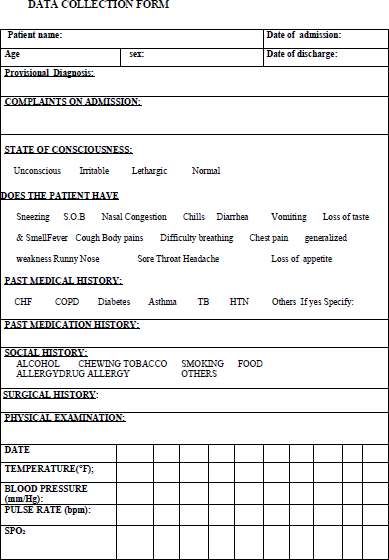 DATA COLLECTION FORM
Patient name: Date of admission:
Age sex: Date of discharge:
Provisional Diagnosis:
COMPLAINTS ON ADMISSION:
STATE OF CONSCIOUSNESS:
Unconscious Irritable Lethargic Normal
DOES THE PATIENT HAVE
Sneezing S.O.B Nasal Congestion Chills Diarrhea Vomiting Loss of taste
& SmellFever Cough Body pains Difficulty breathing Chest pain generalized
weakness Runny Nose Sore Throat Headache Loss of appetite
PAST MEDICAL HISTORY:
CHF COPD Diabetes Asthma TB HTN Others If yes Specify:
PAST MEDICATION HISTORY:
SOCIAL HISTORY:
ALCOHOL CHEWING TOBACCO SMOKING FOOD
ALLERGYDRUG ALLERGY OTHERS
SURGICAL HISTORY:
PHYSICAL EXAMINATION:
DATE
TEMPERATURE(°F);
BLOOD PRESSURE
(mm/Hg):
PULSE RATE (bpm):
SPO₂